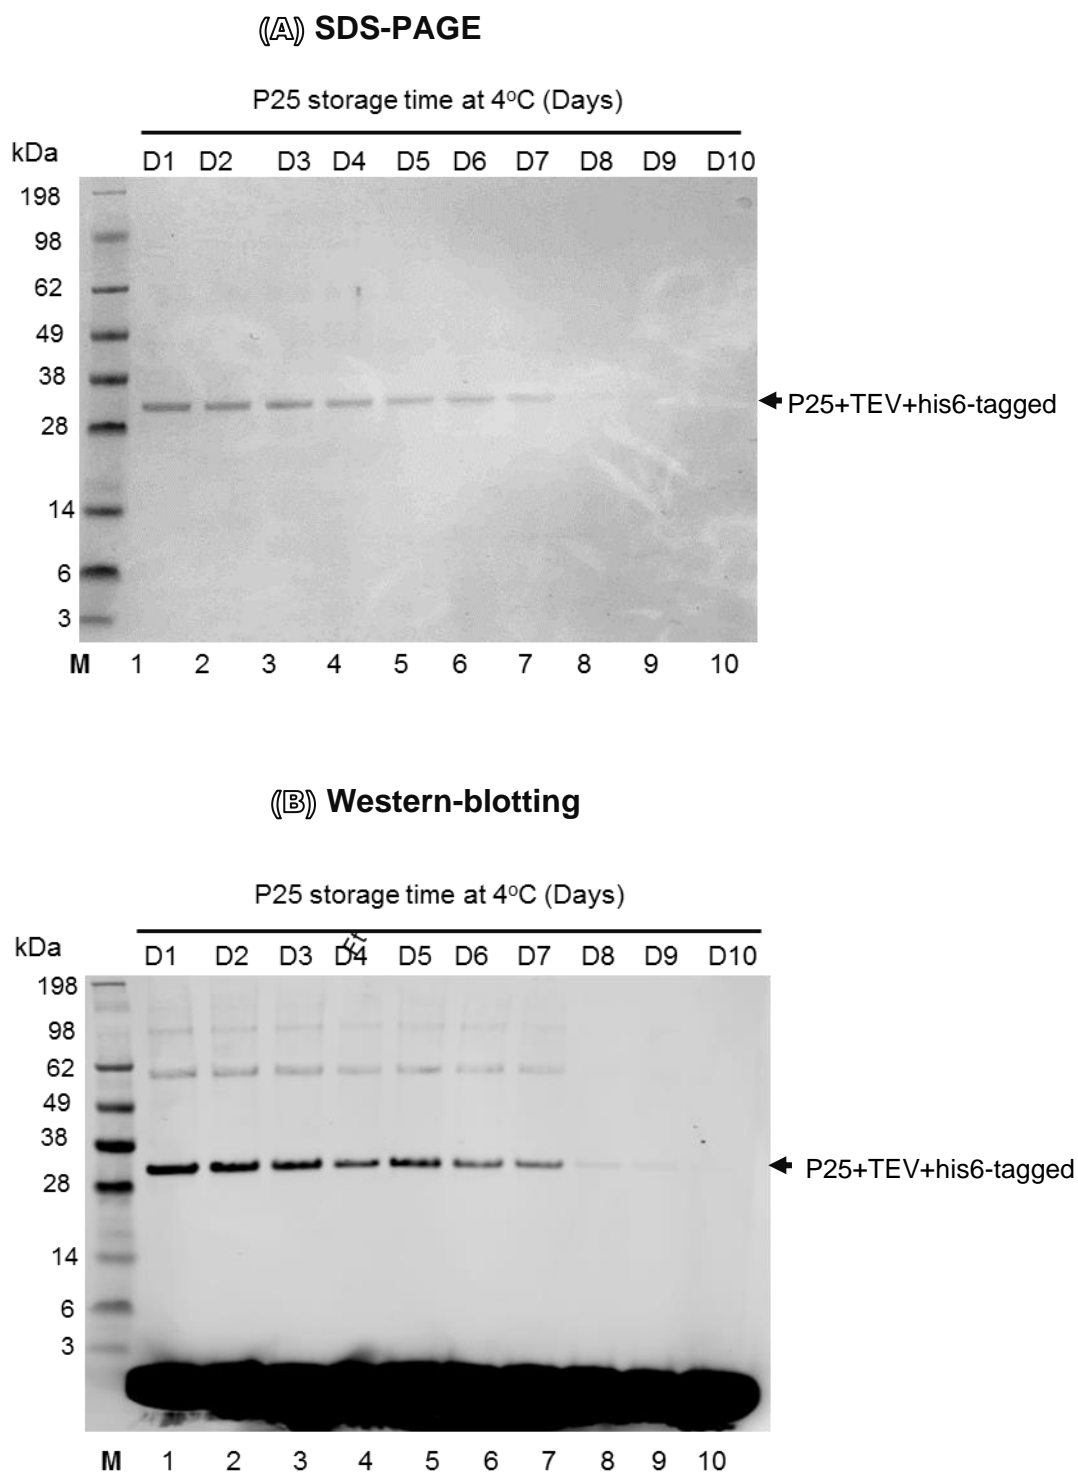 (A) SDS-PAGE
P25 storage time at 4°C (Days)
kDa
D1 D2 D3 D4 D5 D6 D7 D8 D9 D10
198
98
62
49
38
P25+TEV+his6-tagged
28
14
6
3
M 1 2 3 4 5 6 7 8 9 10
(B) Western-blotting
P25 storage time at 4°C (Days)
kDa
D1 D2 D3 D4 D5 D6 D7 D8 D9 D10
198
98
62
49
38
P25+TEV+his6-tagged
28
14
6
3
M 1 2 3 4 5 6 7 8 9 10